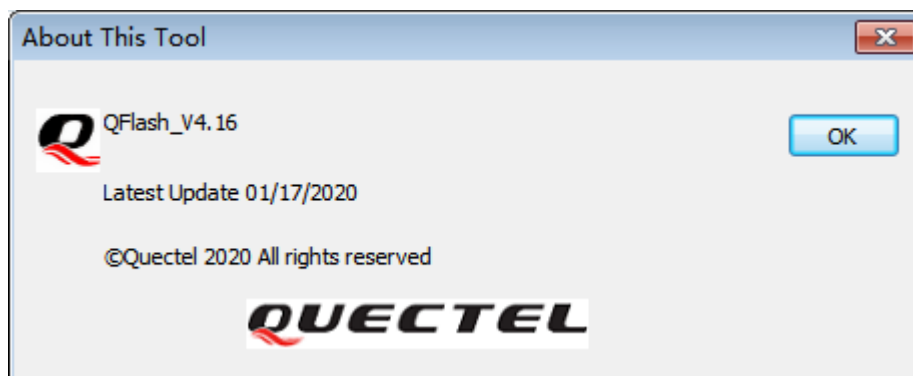 About This Tool
QFlash_V4.16
OK
Latest Update 01/17/2020
©Quectel 2020 All rights reserved
QUECTEL